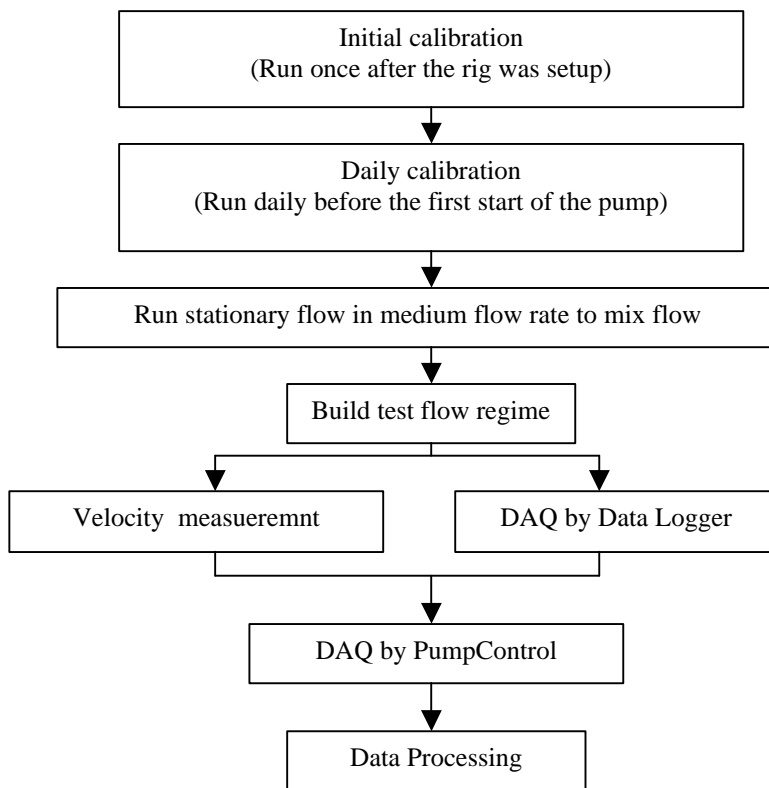 Initial calibration
(Run once after the rig was setup)
Daily calibration
(Run daily before the first start of the pump)
Run stationary flow in medium flow rate to mix flow
Build test flow regime
Velocity measueremnt
DAQ by Data Logger
DAQ by PumpControl
Data Processing